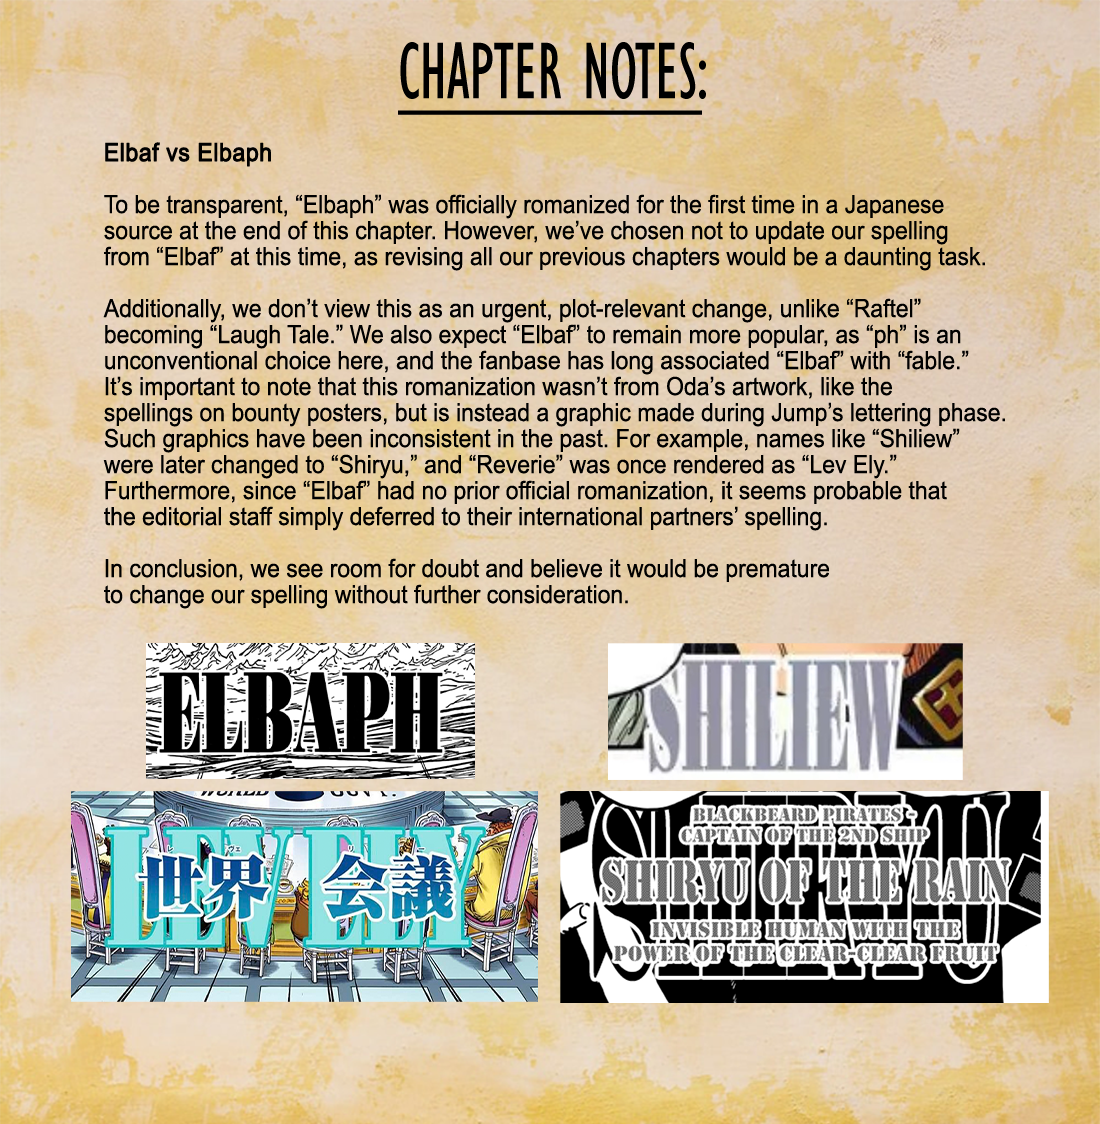 CHAPTER NOTES:
Elbaf vs Elbaph
To be transparent, “Elbaph” was officially romanized for the first time in a Japanese
source at the end of this chapter. However, we’ve chosen not to update our spelling
from “Elbaf” at this time, as revising all our previous chapters would be a daunting task.
Additionally, we don’t view this as an urgent, plot-relevant change, unlike “Raftel”
becoming “Laugh Tale.” We also expect “Elbaf” to remain more popular, as “ph” is an
unconventional choice here, and the fanbase has long associated “Elbaf” with “fable.”
It’s important to note that this romanization wasn’t from Oda’s artwork, like the
spellings on bounty posters, but is instead a graphic made during Jump’s lettering phase.
Such graphics have been inconsistent in the past. For example, names like “Shiliew”
were later changed to “Shiryu,” and “Reverie” was once rendered as “Lev Ely.”
Furthermore, since “Elbaf” had no prior official romanization, it seems probable that
the editorial staff simply deferred to their international partners’ spelling.
In conclusion, we see room for doubt and believe it would be premature
to change our spelling without further consideration.
ELBAPH
SHILIEW
WORLD GOV'T.
LEV ELY
世界会議
BLACKBEARD PIRATES -
CAPTAIN OF THE 2ND SHIP
SHIRYU OF THE RAIN
INVISIBLE HUMAN WITH THE
POWER OF THE CLEAR-CLEAR FRUIT
SHIRYU